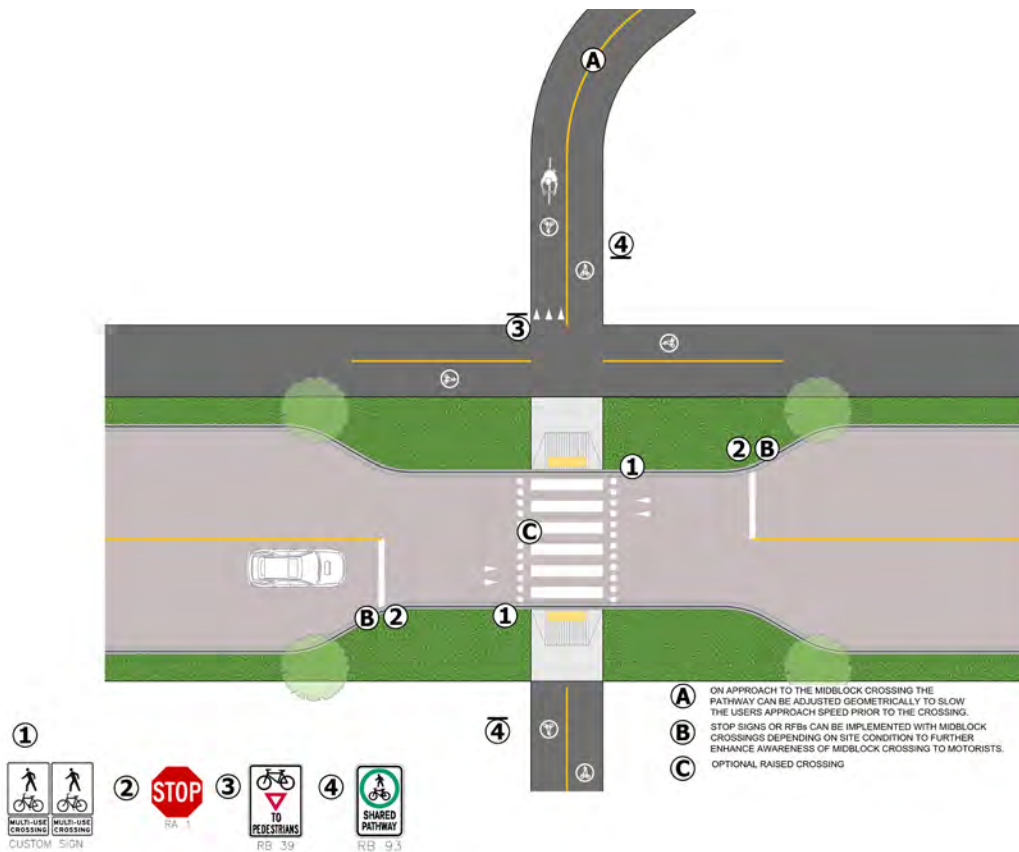 A
4
3
2 B
1
C
B 2
1
4
A ON APPROACH TO THE MIDBLOCK CROSSING THE
PATHWAY CAN BE ADJUSTED GEOMETRICALLY TO SLOW
THE USERS APPROACH SPEED PRIOR TO THE CROSSING.
B STOP SIGNS OR RFBs CAN BE IMPLEMENTED WITH MIDBLOCK
CROSSINGS DEPENDING ON SITE CONDITION TO FURTHER
ENHANCE AWARENESS OF MIDBLOCK CROSSING TO MOTORISTS.
C OPTIONAL RAISED CROSSING
1
MULTI-USE
CROSSING
MULTI-USE
CROSSING
CUSTOM SIGN
2
STOP
RA 1
3
TO
PEDESTRIANS
RB 39
4
SHARED
PATHWAY
RB 93